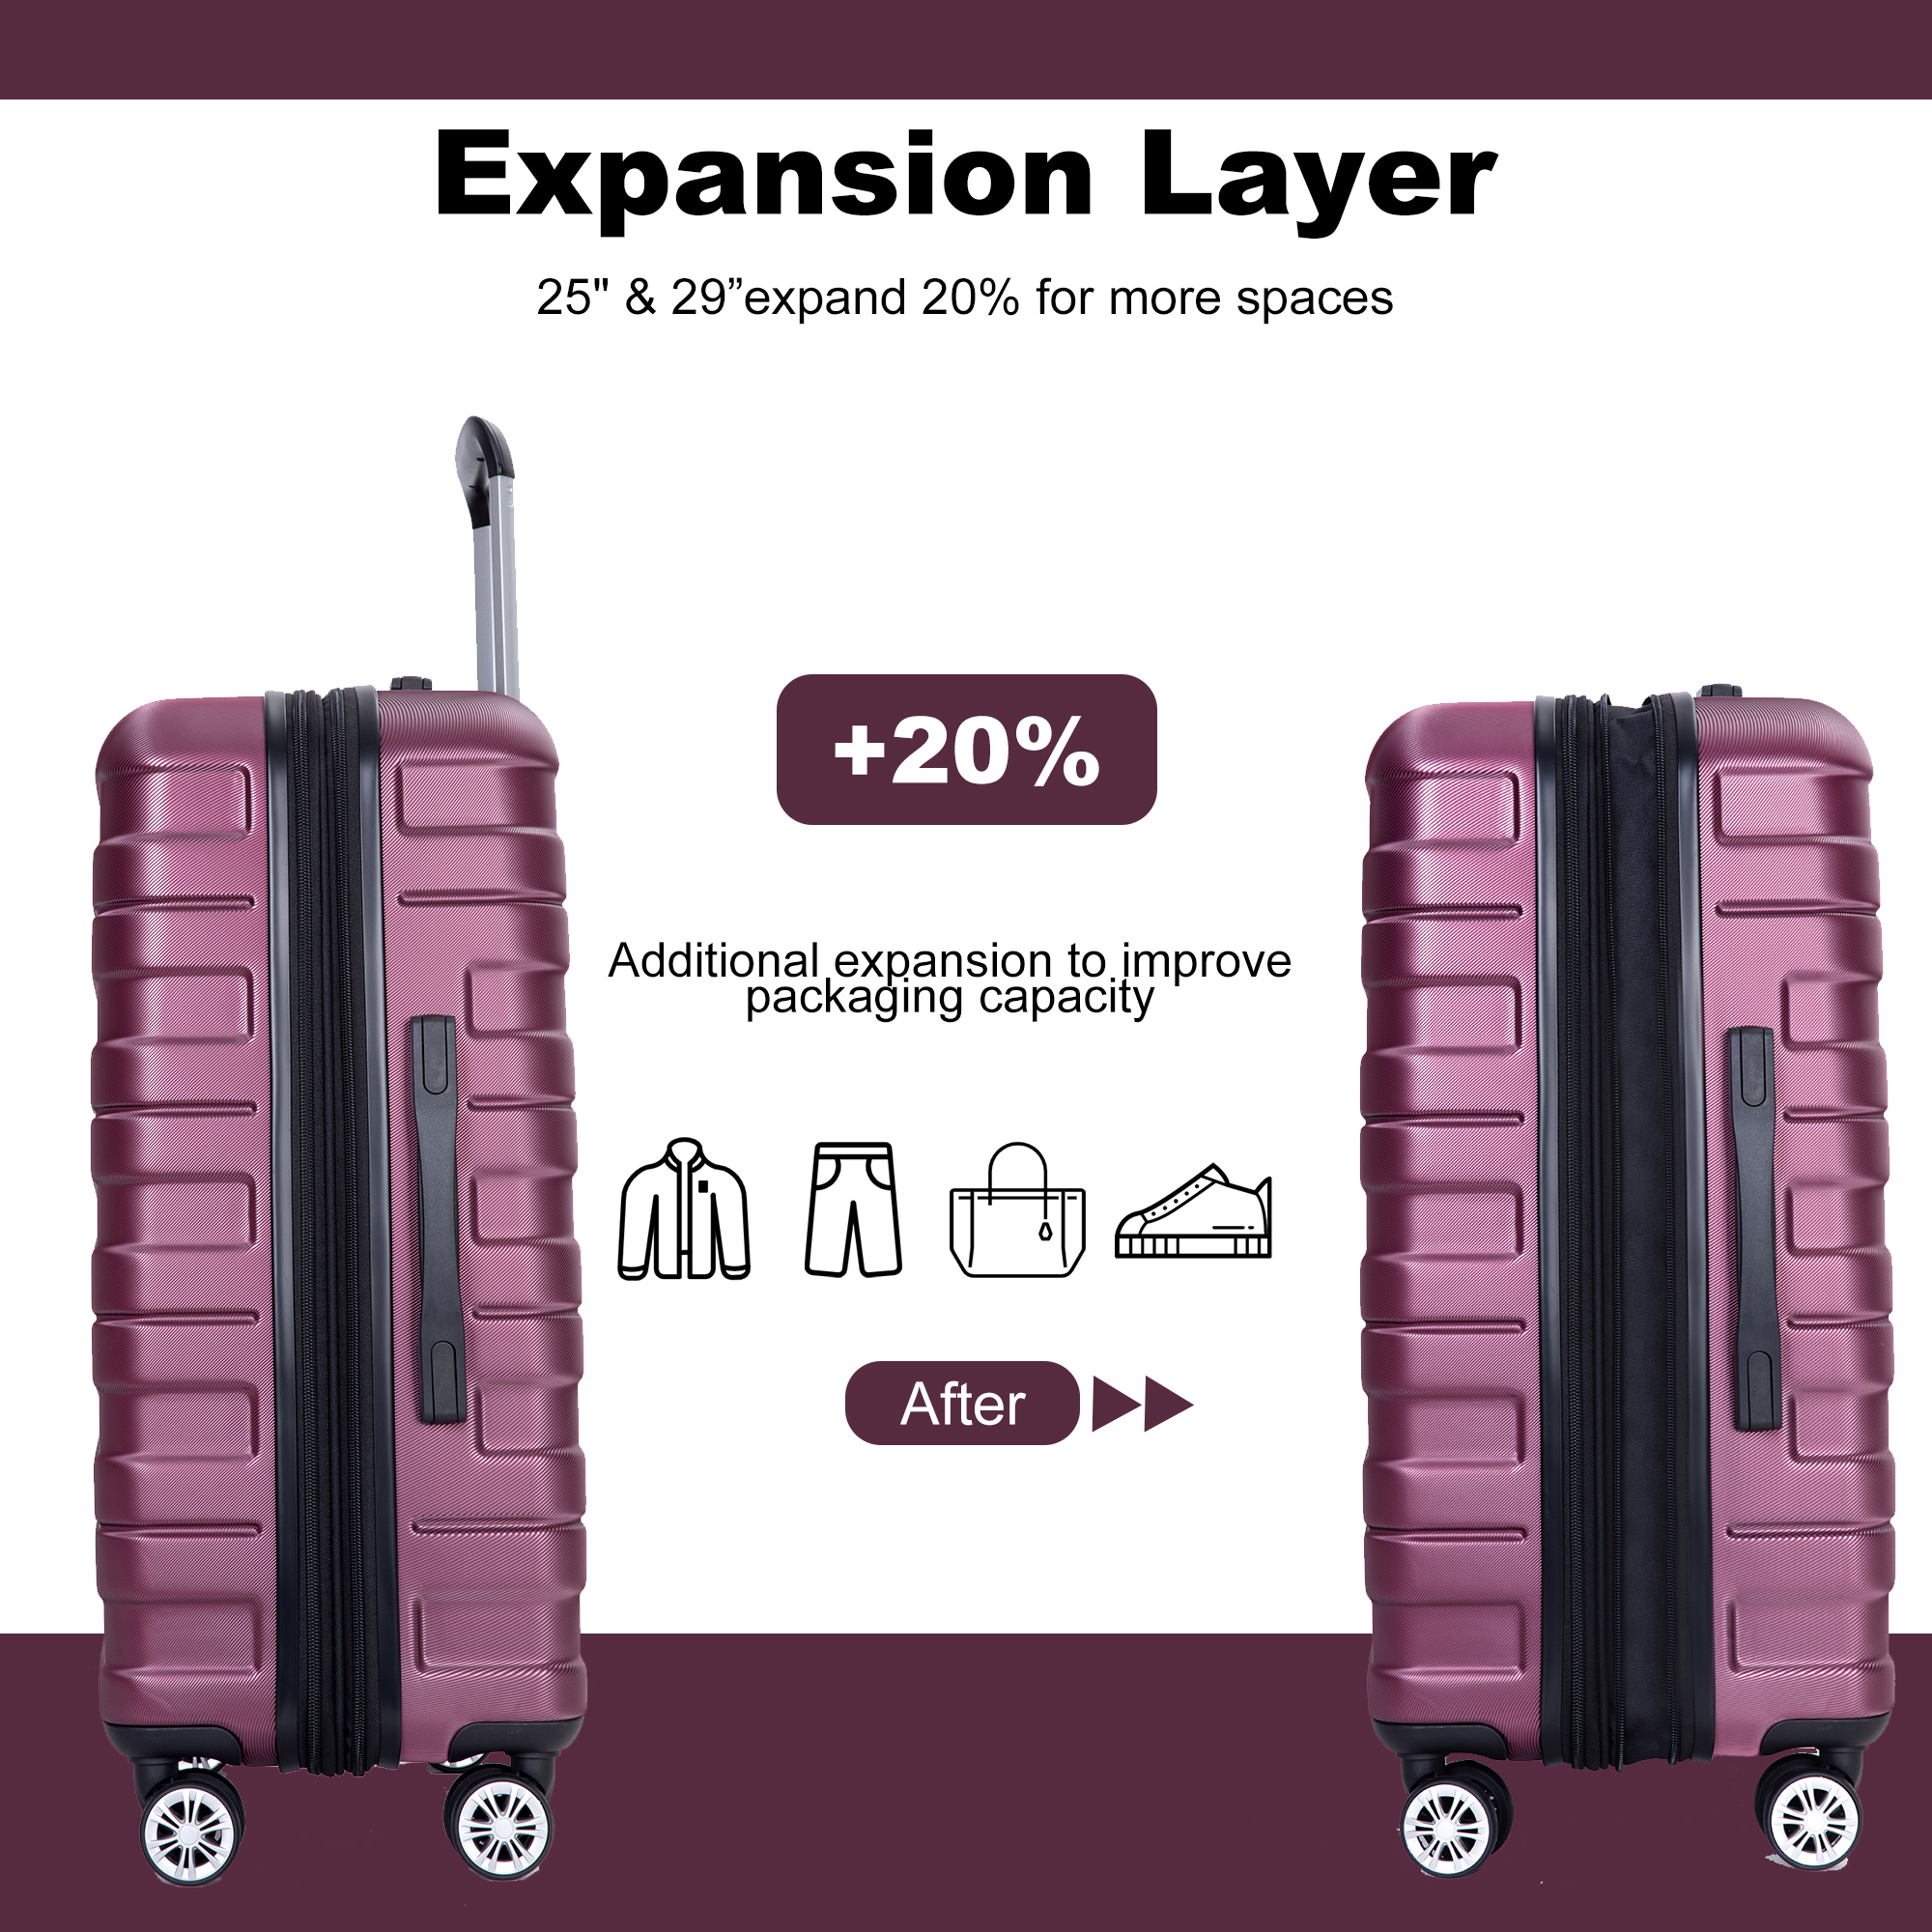 Expansion Layer
25" & 29”expand 20% for more spaces
+20%
Additional expansion to improve
packaging capacity
After